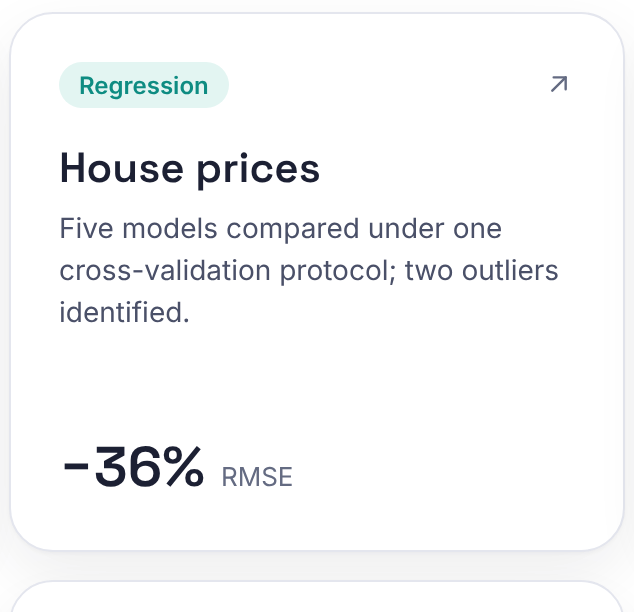 Regression
House prices
Five models compared under one
cross-validation protocol; two outliers
identified.
−36% RMSE